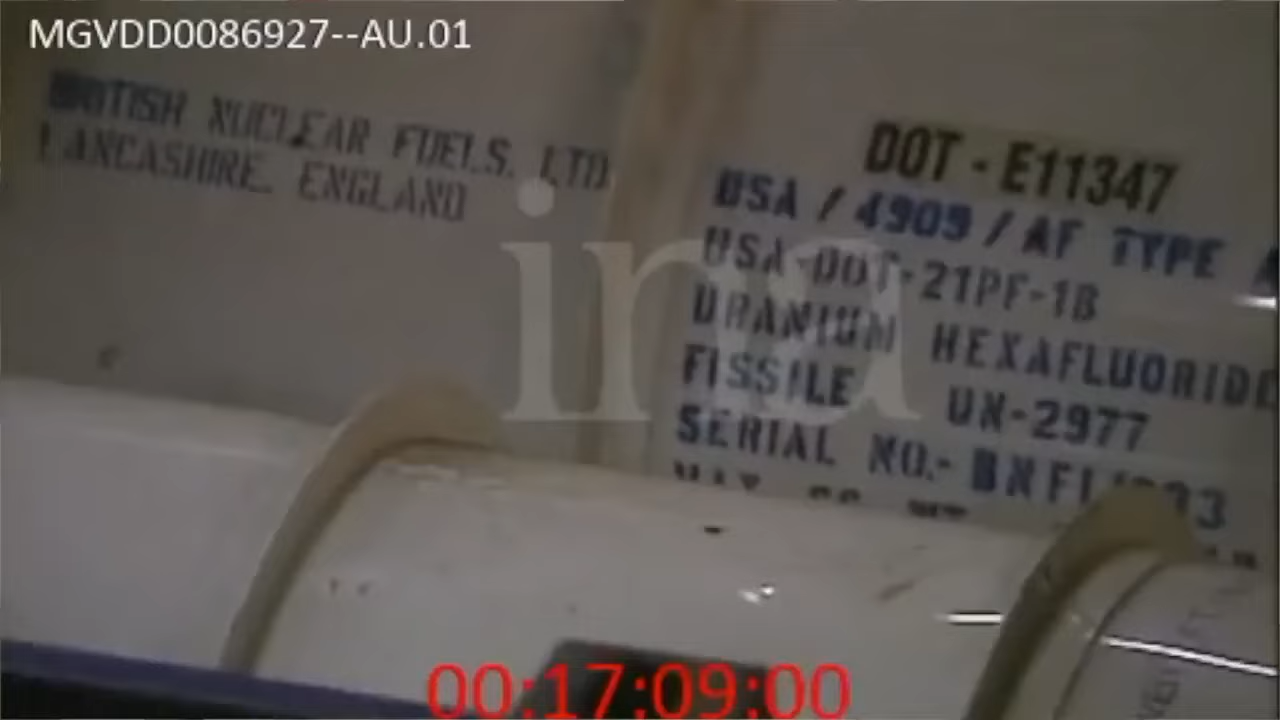 MGVDD0086927--AU.01
BRITISH NUCLEAR FUELS, LTD
LANCASHIRE, ENGLAND
ina
DOT - E11347
USA / 4909 / AF TYPE A
USA-DOT-21PF-1B
URANIUM HEXAFLUORIDE
FISSILE UN-2977
SERIAL NO.-
00:17:09:00